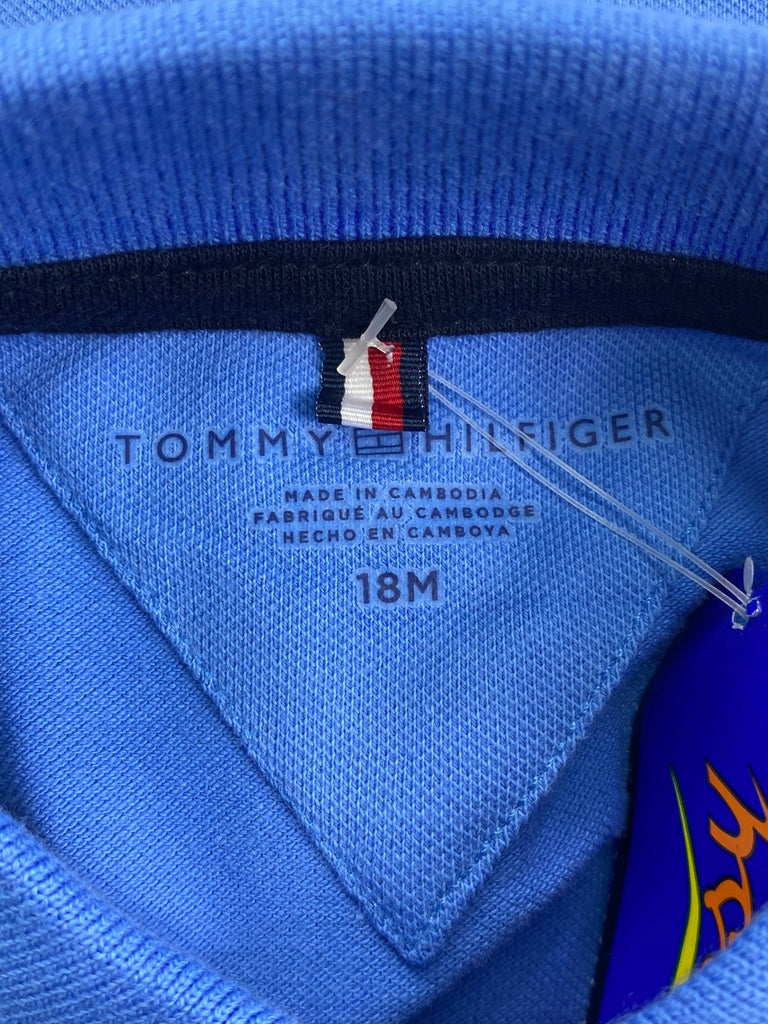 TOMMY HILFIGER
MADE IN CAMBODIA
FABRIQUÉ AU CAMBODGE
HECHO EN CAMBOYA
18M